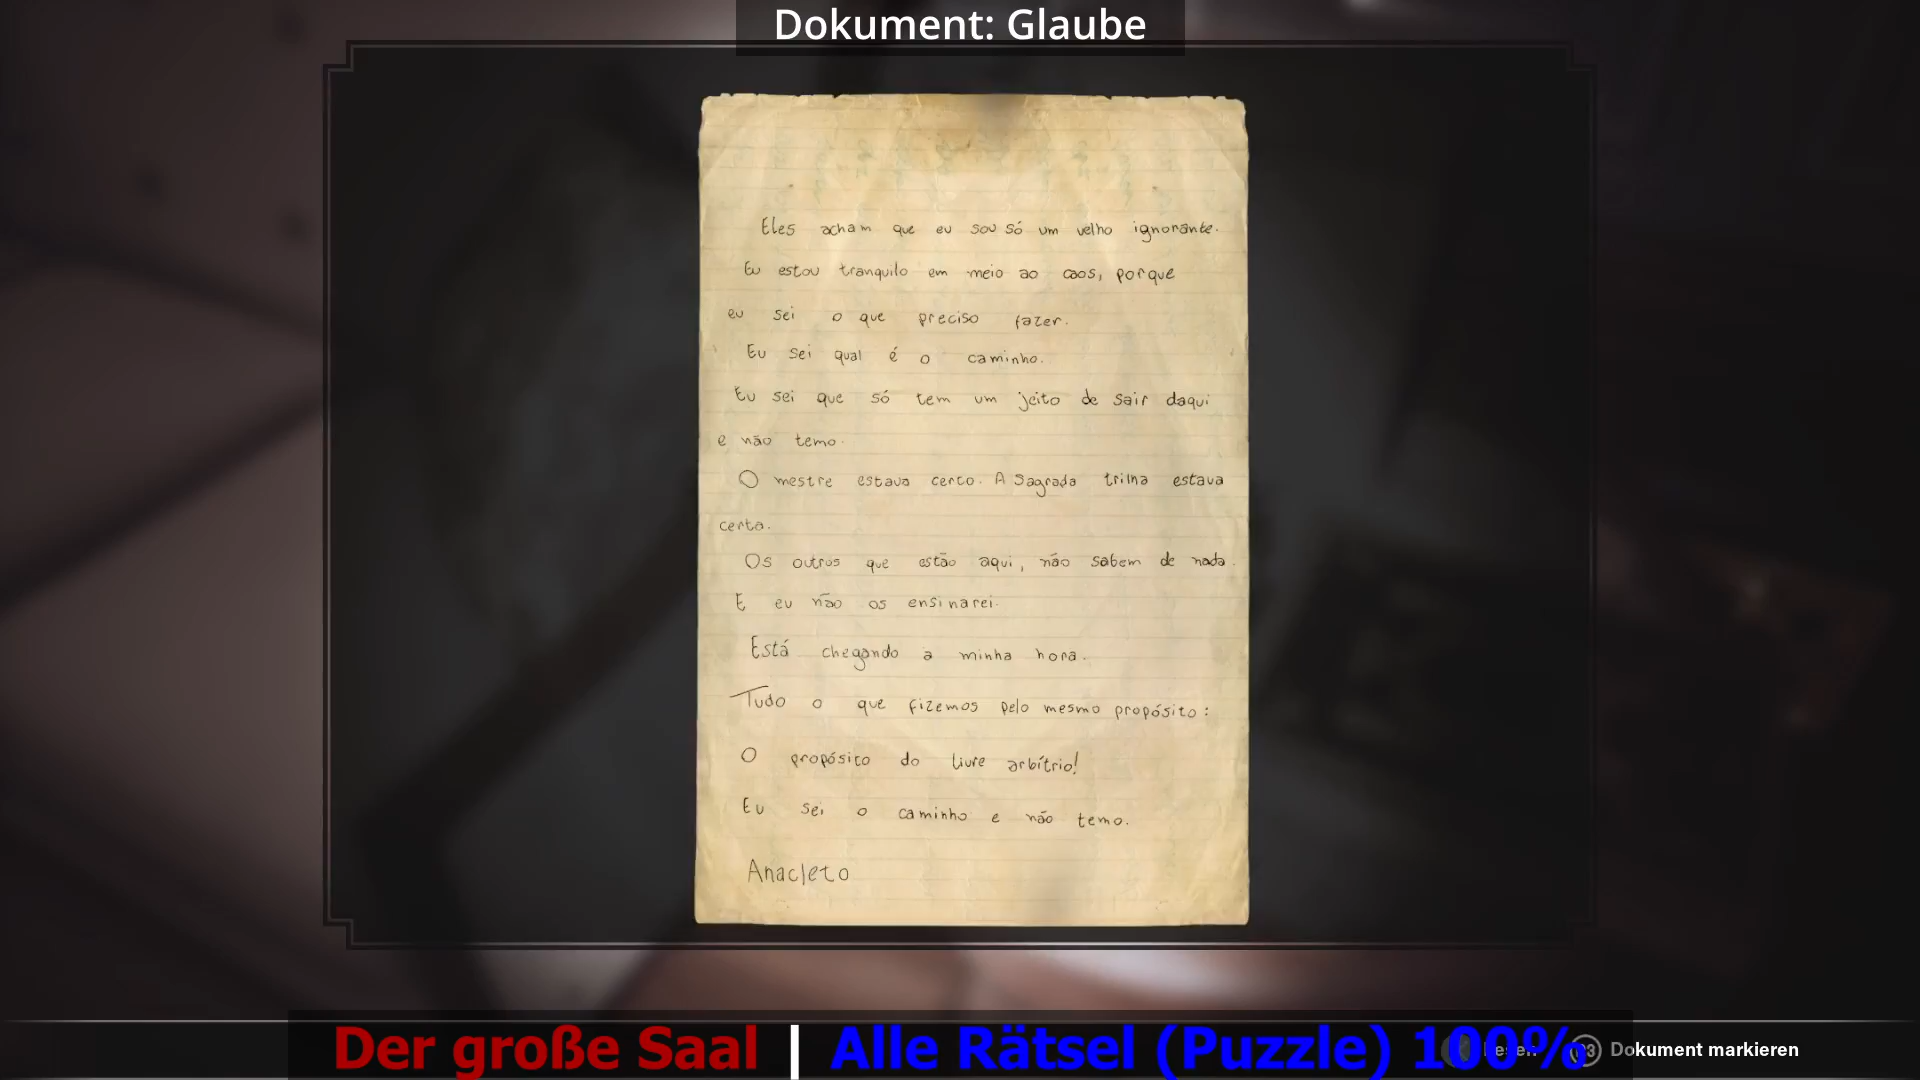 Dokument: Glaube
Eles acham que eu sou só um velho ignorante.
Eu estou tranquilo em meio ao caos, porque
eu sei o que preciso fazer.
Eu sei qual é o caminho.
Eu sei que só tem um jeito de sair daqui
e não temo.
O mestre estava certo. A Sagrada trilha estava
certa.
Os outros que estão aqui, não sabem de nada.
E eu não os ensinarei.
Está chegando a minha hora.
Tudo o que fizemos pelo mesmo propósito:
O propósito do livre arbítrio!
Eu sei o caminho e não temo.
Anacleto
Der große Saal | Alle Rätsel (Puzzle) 100%
Dokument markieren